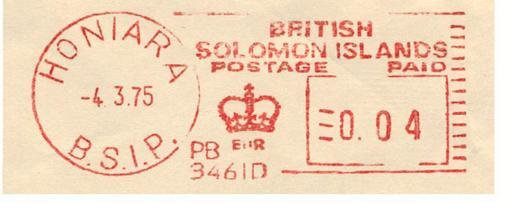 HONIARA
-4. 3.75
B.S.I.P.
BRITISH
SOLOMON ISLANDS
POSTAGE PAID
EIIR
0.04
PB
3461D